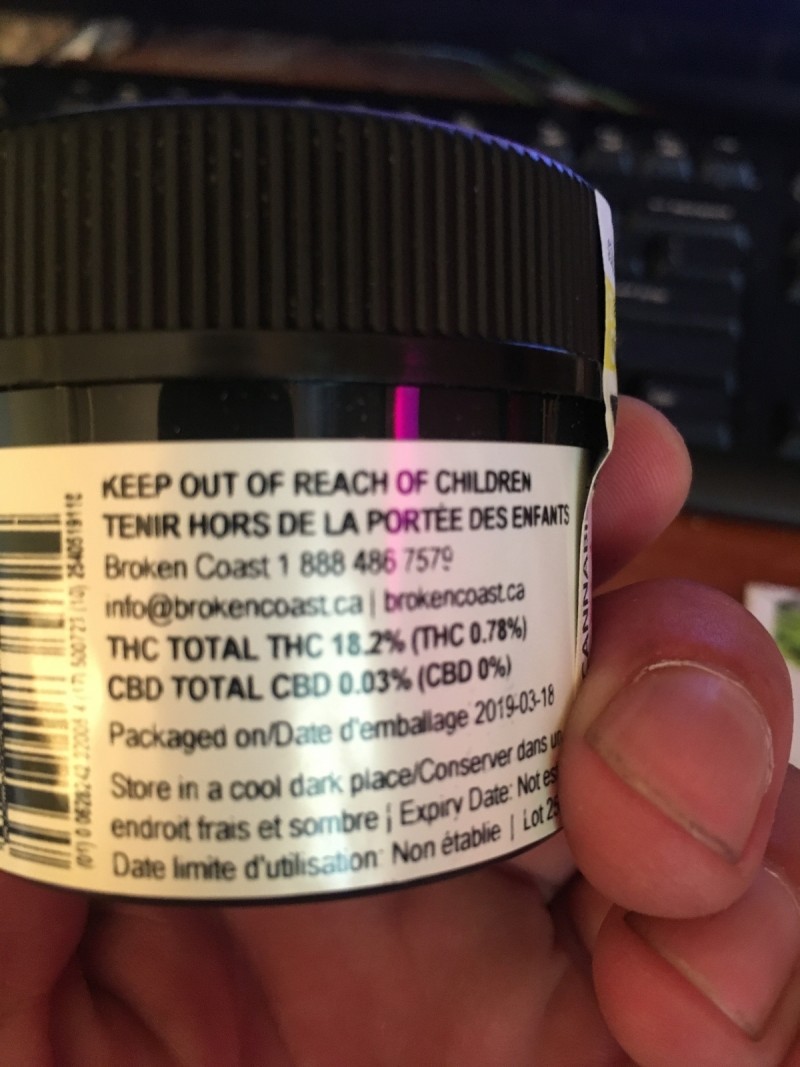 KEEP OUT OF REACH OF CHILDREN
TENIR HORS DE LA PORTÉE DES ENFANTS
Broken Coast 1 888 486 7579
info@brokencoast.ca | brokencoast.ca
THC TOTAL THC 18.2% (THC 0.78%)
CBD TOTAL CBD 0.03% (CBD 0%)
Packaged on/Date d'emballage 2019-03-18
Store in a cool dark place/Conserver dans un
endroit frais et sombre | Expiry Date: Not es
Date limite d'utilisation: Non établie | Lot 25